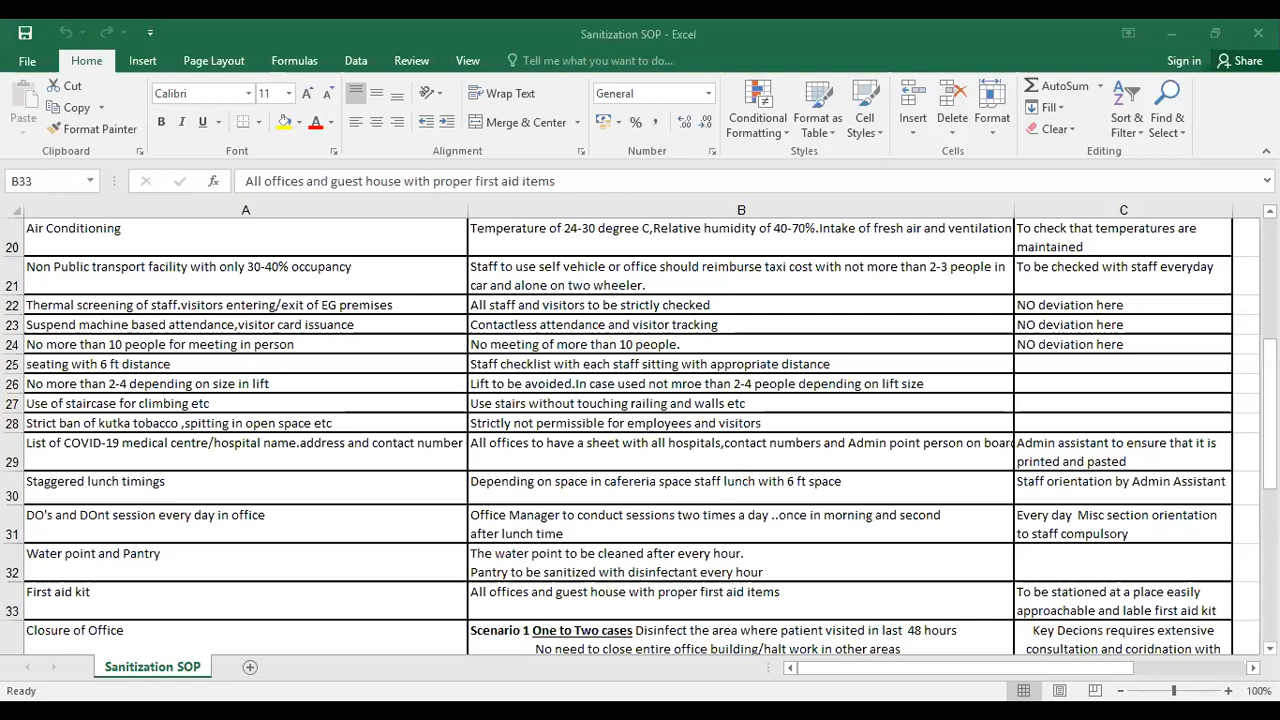 Sanitization SOP - Excel
File Home Insert Page Layout Formulas Data Review View Tell me what you want to do... Sign in Share
Cut
Copy
Format Painter
Paste
Clipboard
Calibri 11
B I U
Font
Wrap Text
Merge & Center
Alignment
General
% ,
Number
Conditional Formatting
Format as Table
Cell Styles
Styles
Insert Delete Format
Cells
AutoSum
Fill
Clear
Sort & Filter
Find & Select
Editing
B33 fx All offices and guest house with proper first aid items
A B C
20 Air Conditioning Temperature of 24-30 degree C,Relative humidity of 40-70%.Intake of fresh air and ventilation To check that temperatures are
maintained
21 Non Public transport facility with only 30-40% occupancy Staff to use self vehicle or office should reimburse taxi cost with not more than 2-3 people in To be checked with staff everyday
car and alone on two wheeler.
22 Thermal screening of staff.visitors entering/exit of EG premises All staff and visitors to be strictly checked NO deviation here
23 Suspend machine based attendance,visitor card issuance Contactless attendance and visitor tracking NO deviation here
24 No more than 10 people for meeting in person No meeting of more than 10 people. NO deviation here
25 seating with 6 ft distance Staff checklist with each staff sitting with appropriate distance
26 No more than 2-4 depending on size in lift Lift to be avoided.In case used not mroe than 2-4 people depending on lift size
27 Use of staircase for climbing etc Use stairs without touching railing and walls etc
28 Strict ban of kutka tobacco ,spitting in open space etc Strictly not permissible for employees and visitors
29 List of COVID-19 medical centre/hospital name.address and contact number All offices to have a sheet with all hospitals,contact numbers and Admin point person on board Admin assistant to ensure that it is
printed and pasted
30 Staggered lunch timings Depending on space in cafereria space staff lunch with 6 ft space Staff orientation by Admin Assistant
31 DO's and DOnt session every day in office Office Manager to conduct sessions two times a day ..once in morning and second Every day Misc section orientation
after lunch time to staff compulsory
32 Water point and Pantry The water point to be cleaned after every hour.
Pantry to be sanitized with disinfectant every hour
33 First aid kit All offices and guest house with proper first aid items To be stationed at a place easily
approachable and lable first aid kit
Closure of Office Scenario 1 One to Two cases Disinfect the area where patient visited in last 48 hours Key Decions requires extensive
No need to close entire office building/halt work in other areas consultation and coridnation with
Sanitization SOP
Ready 100%